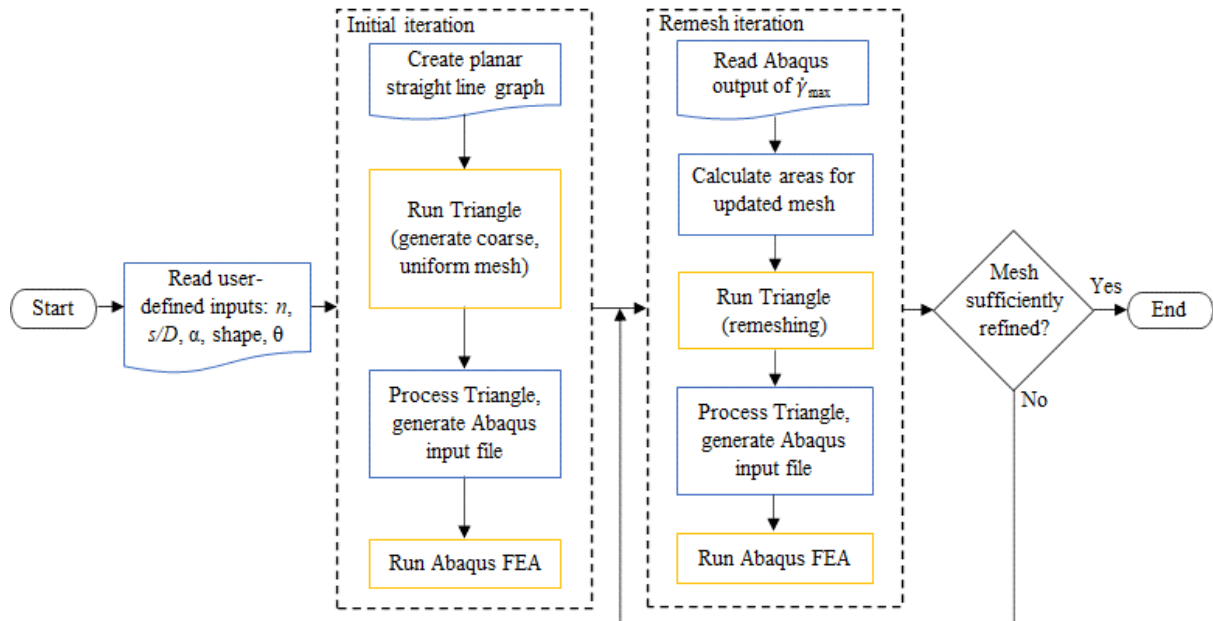 Start
Read user-
defined inputs: n,
s/D, α, shape, θ
Initial iteration
Create planar
straight line graph
Run Triangle
(generate coarse,
uniform mesh)
Process Triangle,
generate Abaqus
input file
Run Abaqus FEA
Remesh iteration
Read Abaqus
output of γ̇max
Calculate areas for
updated mesh
Run Triangle
(remeshing)
Process Triangle,
generate Abaqus
input file
Run Abaqus FEA
Mesh
sufficiently
refined?
Yes
End
No